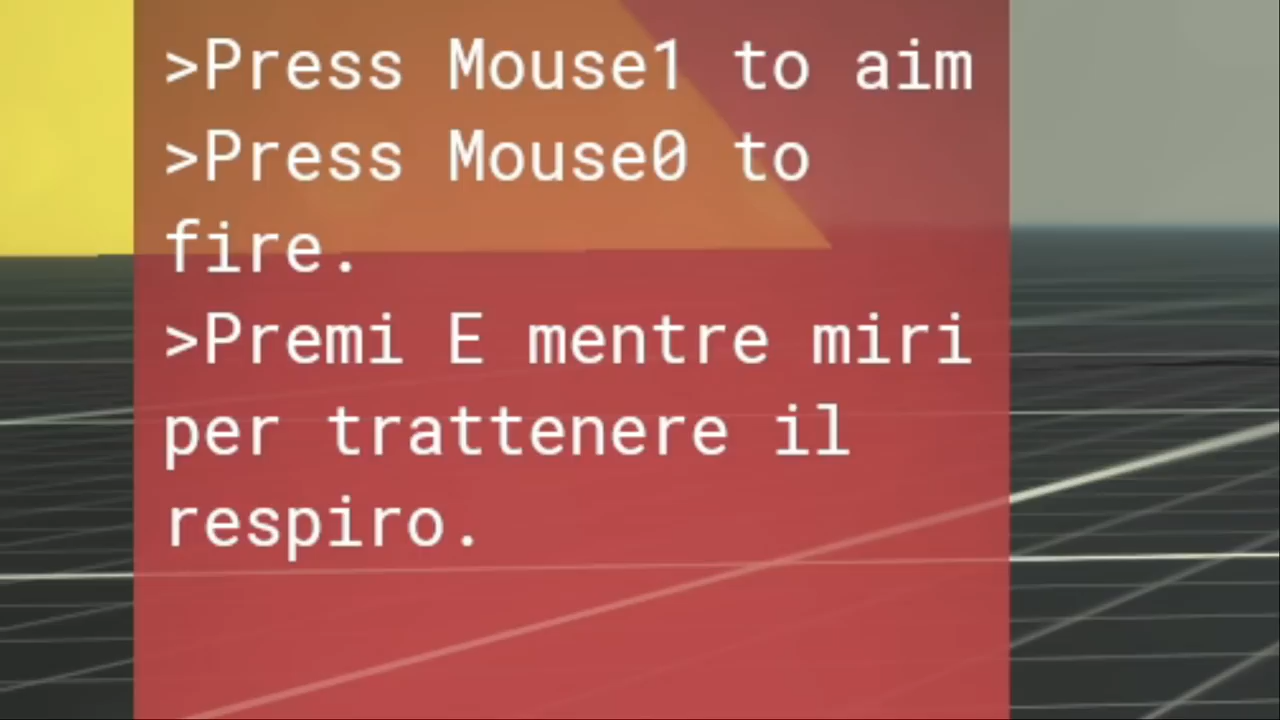 >Press Mouse1 to aim
>Press Mouse0 to
fire.
>Premi E mentre miri
per trattenere il
respiro.